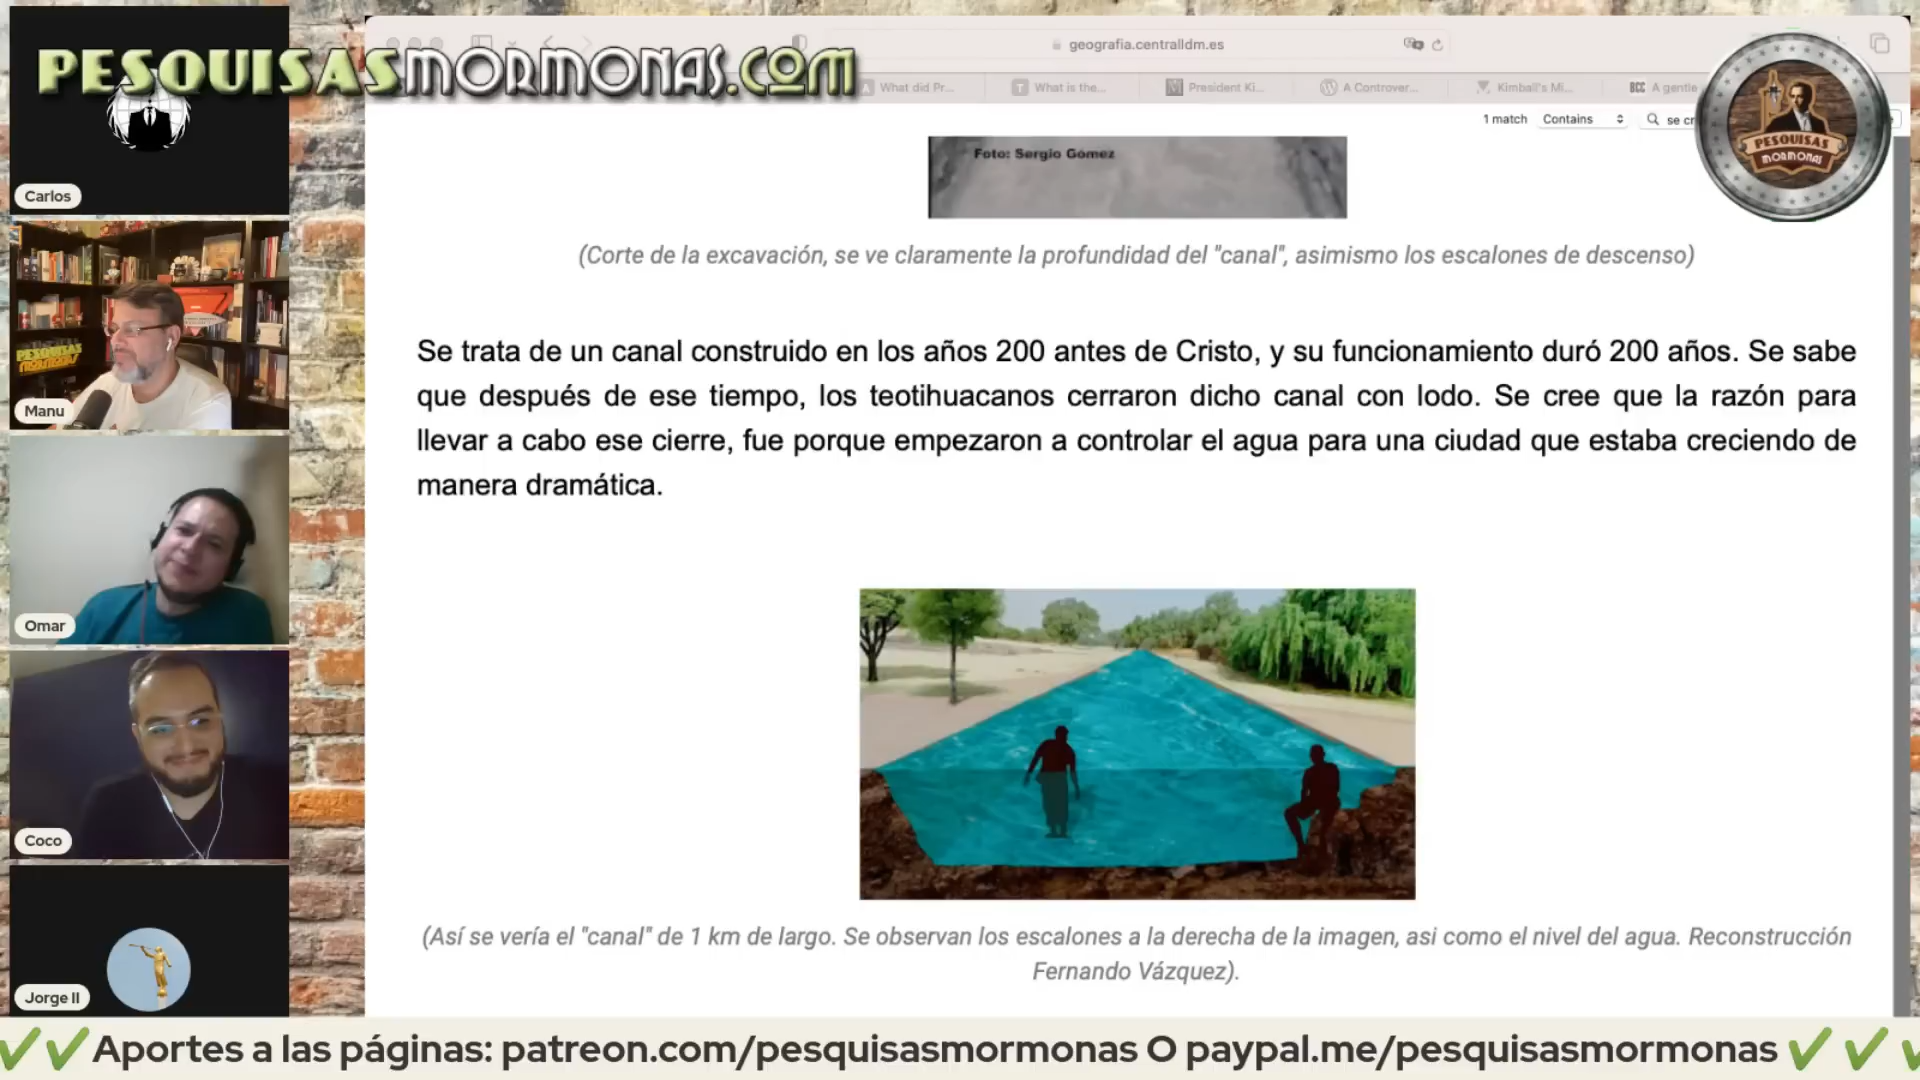 PESQUISASMORMONAS.COM
geografia.centralldm.es
What did Pr...
What is the...
President Ki...
A Controver...
Kimball's Mi...
BCC A gentle
1 match
Contains
se cr
PESQUISAS
MORMONAS
Carlos
Foto: Sergio Gómez
(Corte de la excavación, se ve claramente la profundidad del "canal", asimismo los escalones de descenso)
Se trata de un canal construido en los años 200 antes de Cristo, y su funcionamiento duró 200 años. Se sabe
que después de ese tiempo, los teotihuacanos cerraron dicho canal con lodo. Se cree que la razón para
llevar a cabo ese cierre, fue porque empezaron a controlar el agua para una ciudad que estaba creciendo de
manera dramática.
PESQUISAS
Manu
Omar
Coco
Jorge II
(Así se vería el "canal" de 1 km de largo. Se observan los escalones a la derecha de la imagen, asi como el nivel del agua. Reconstrucción
Fernando Vázquez).
Aportes a las páginas: patreon.com/pesquisasmormonas O paypal.me/pesquisasmormonas